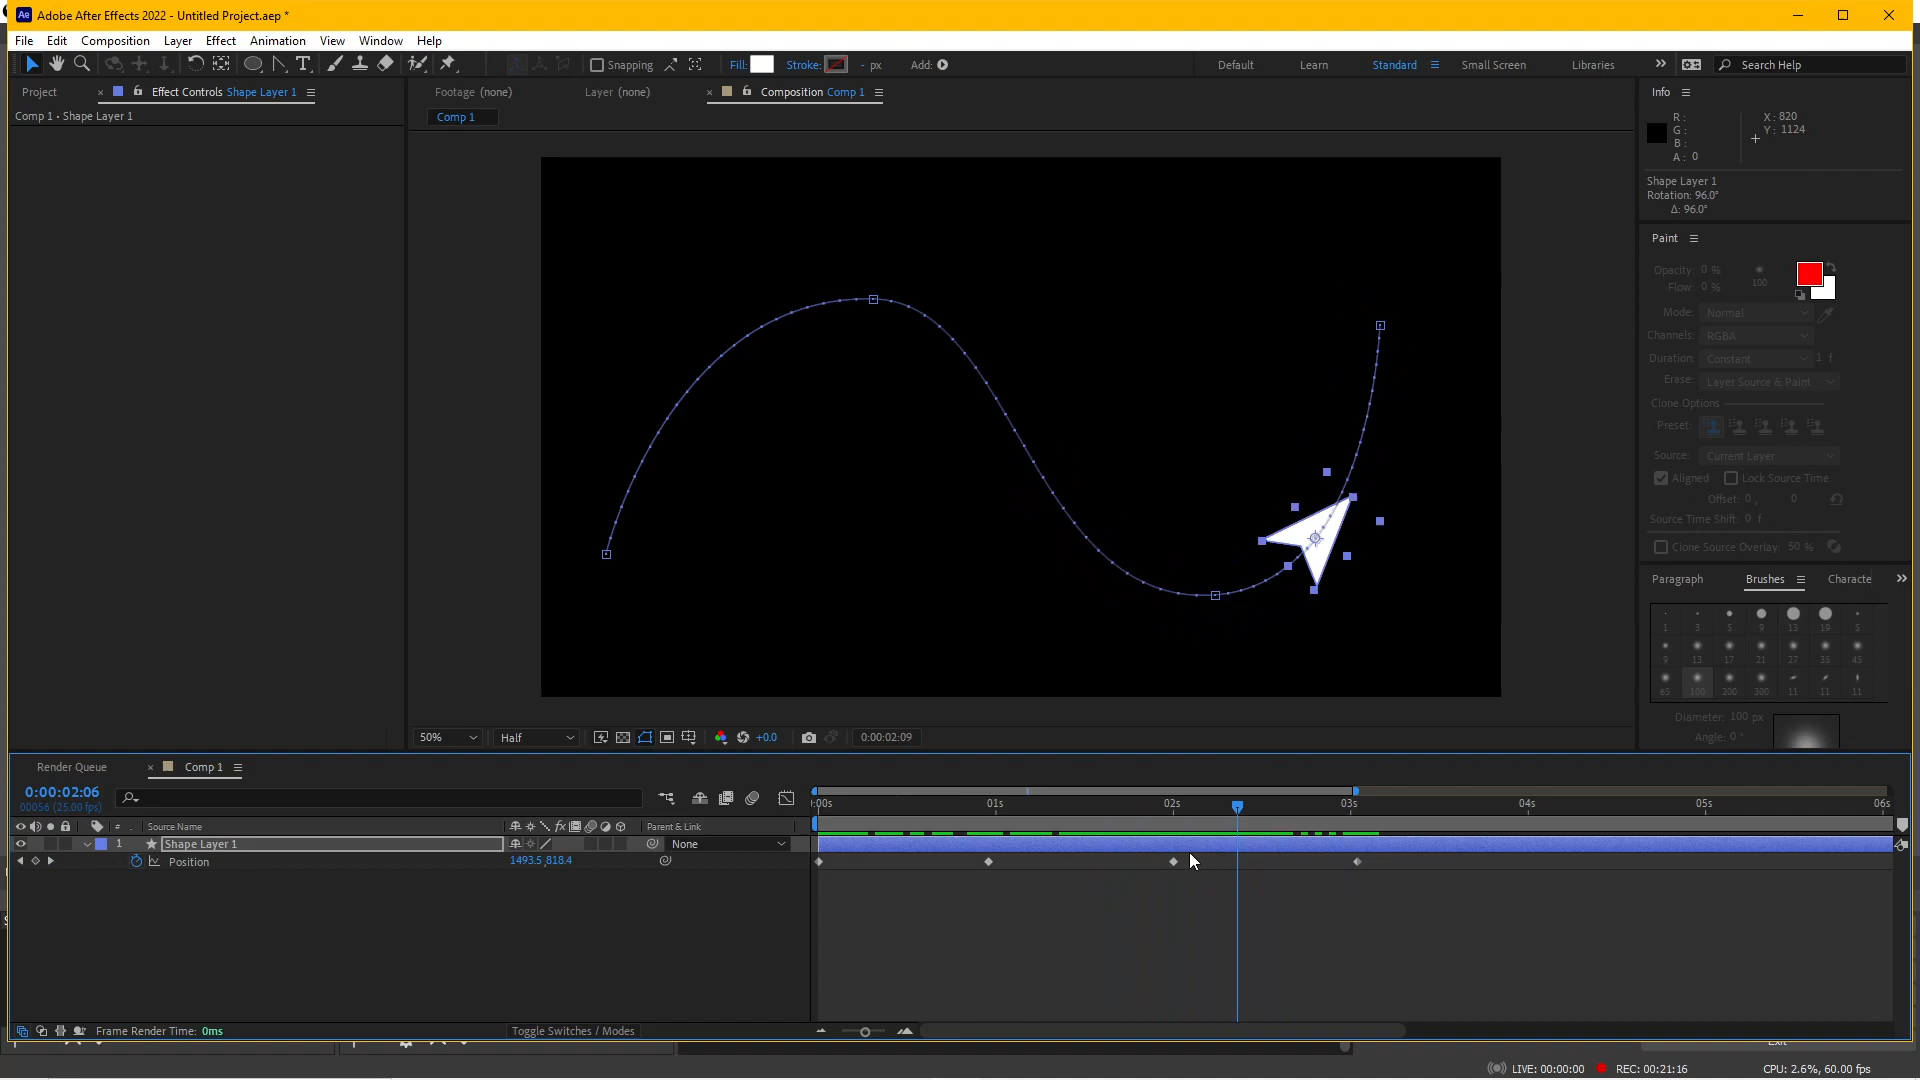 Adobe After Effects 2022 - Untitled Project.aep *
File Edit Composition Layer Effect Animation View Window Help
Snapping Fill: Stroke: - px Add: Default Learn Standard Small Screen Libraries Search Help
Project Effect Controls Shape Layer 1 Footage (none) Layer (none) Composition Comp 1 Info
Comp 1 • Shape Layer 1
Comp 1
R :
G :
B :
A : 0
X : 820
Y : 1124
Shape Layer 1
Rotation: 96.0°
Δ: 96.0°
Paint
Opacity: 0 %
Flow: 0 %
100
Mode: Normal
Channels: RGBA
Duration: Constant 1 f
Erase: Layer Source & Paint
Clone Options
Preset:
Source: Current Layer
Aligned Lock Source Time
Offset: 0 , 0
Source Time Shift: 0 f
Clone Source Overlay: 50 %
Paragraph Brushes Characte
1 3 5 9 13 19 5
9 13 17 21 27 35 45
65 100 200 300 11 11 11
Diameter: 100 px
Angle: 0 °
50% Half +0.0 0:00:02:09
Render Queue Comp 1
0:00:02:06
00056 (25.00 fps)
:00s 01s 02s 03s 04s 05s 06s
# Source Name fx Parent & Link
1 Shape Layer 1 None
Position 1493.5,818.4
Frame Render Time: 0ms Toggle Switches / Modes
Exit
LIVE: 00:00:00 REC: 00:21:16 CPU: 2.6%, 60.00 fps